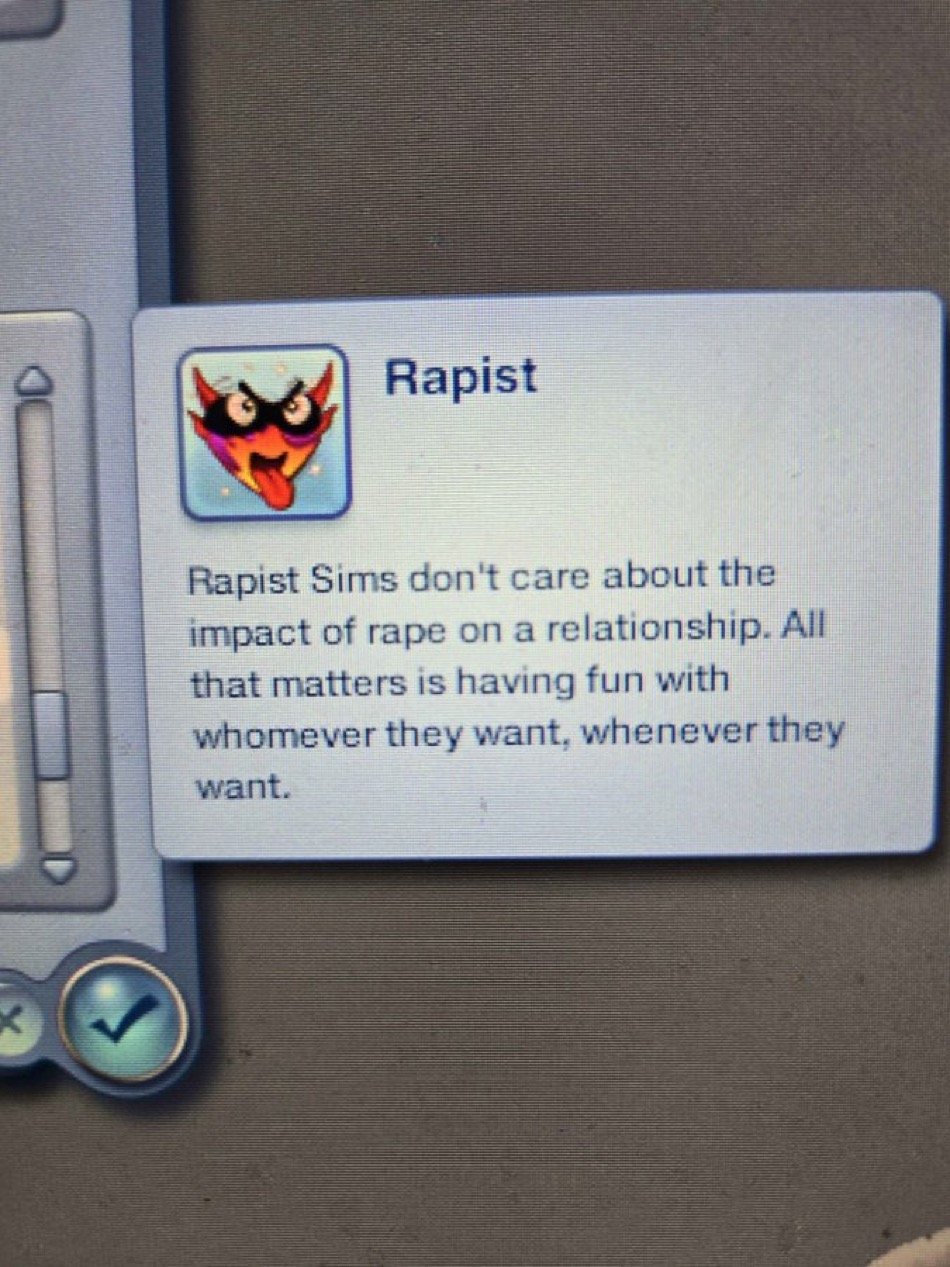 Rapist
Rapist Sims don't care about the
impact of rape on a relationship. All
that matters is having fun with
whomever they want, whenever they
want.